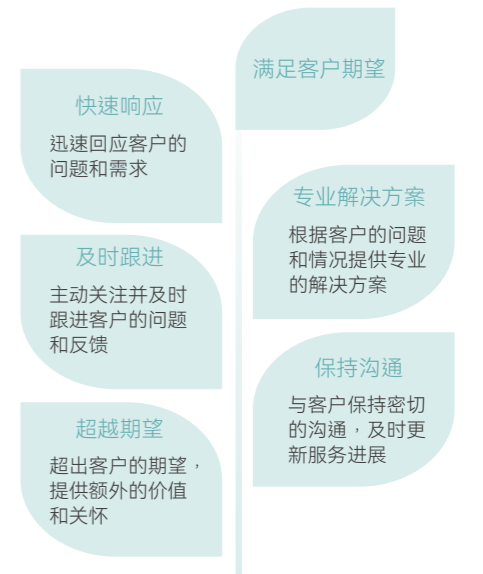 满足客户期望
快速响应
迅速回应客户的
问题和需求
专业解决方案
根据客户的问题
和情况提供专业
的解决方案
及时跟进
主动关注并及时
跟进客户的问题
和反馈
保持沟通
与客户保持密切
的沟通，及时更
新服务进展
超越期望
超出客户的期望，
提供额外的价值
和关怀